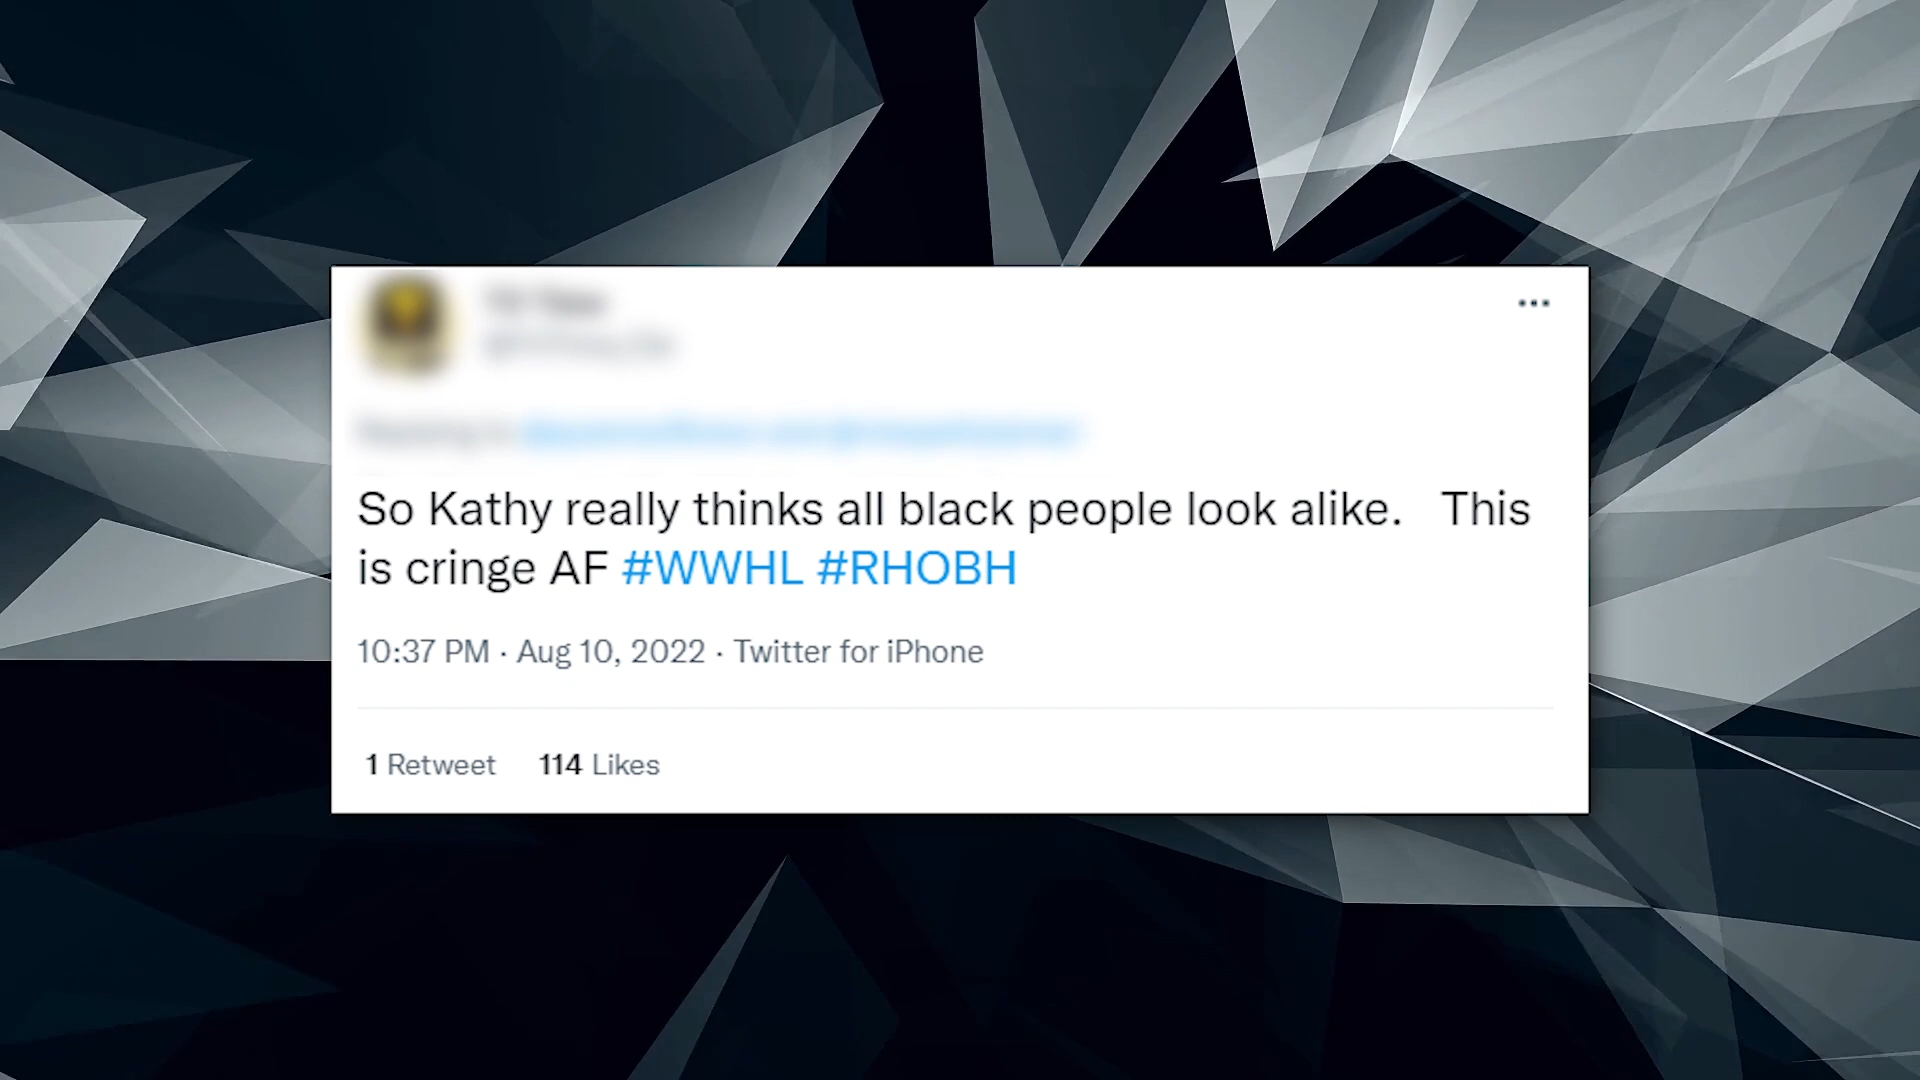 So Kathy really thinks all black people look alike.   This
is cringe AF #WWHL #RHOBH
10:37 PM · Aug 10, 2022 · Twitter for iPhone
1 Retweet 114 Likes